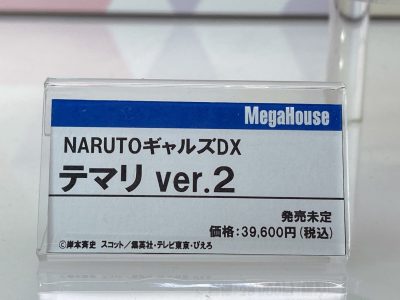 MegaHouse
NARUTOギャルズDX
テマリ ver.2
発売未定
価格:39,600円(税込)
©岸本斉史 スコット/集英社・テレビ東京・ぴえろ